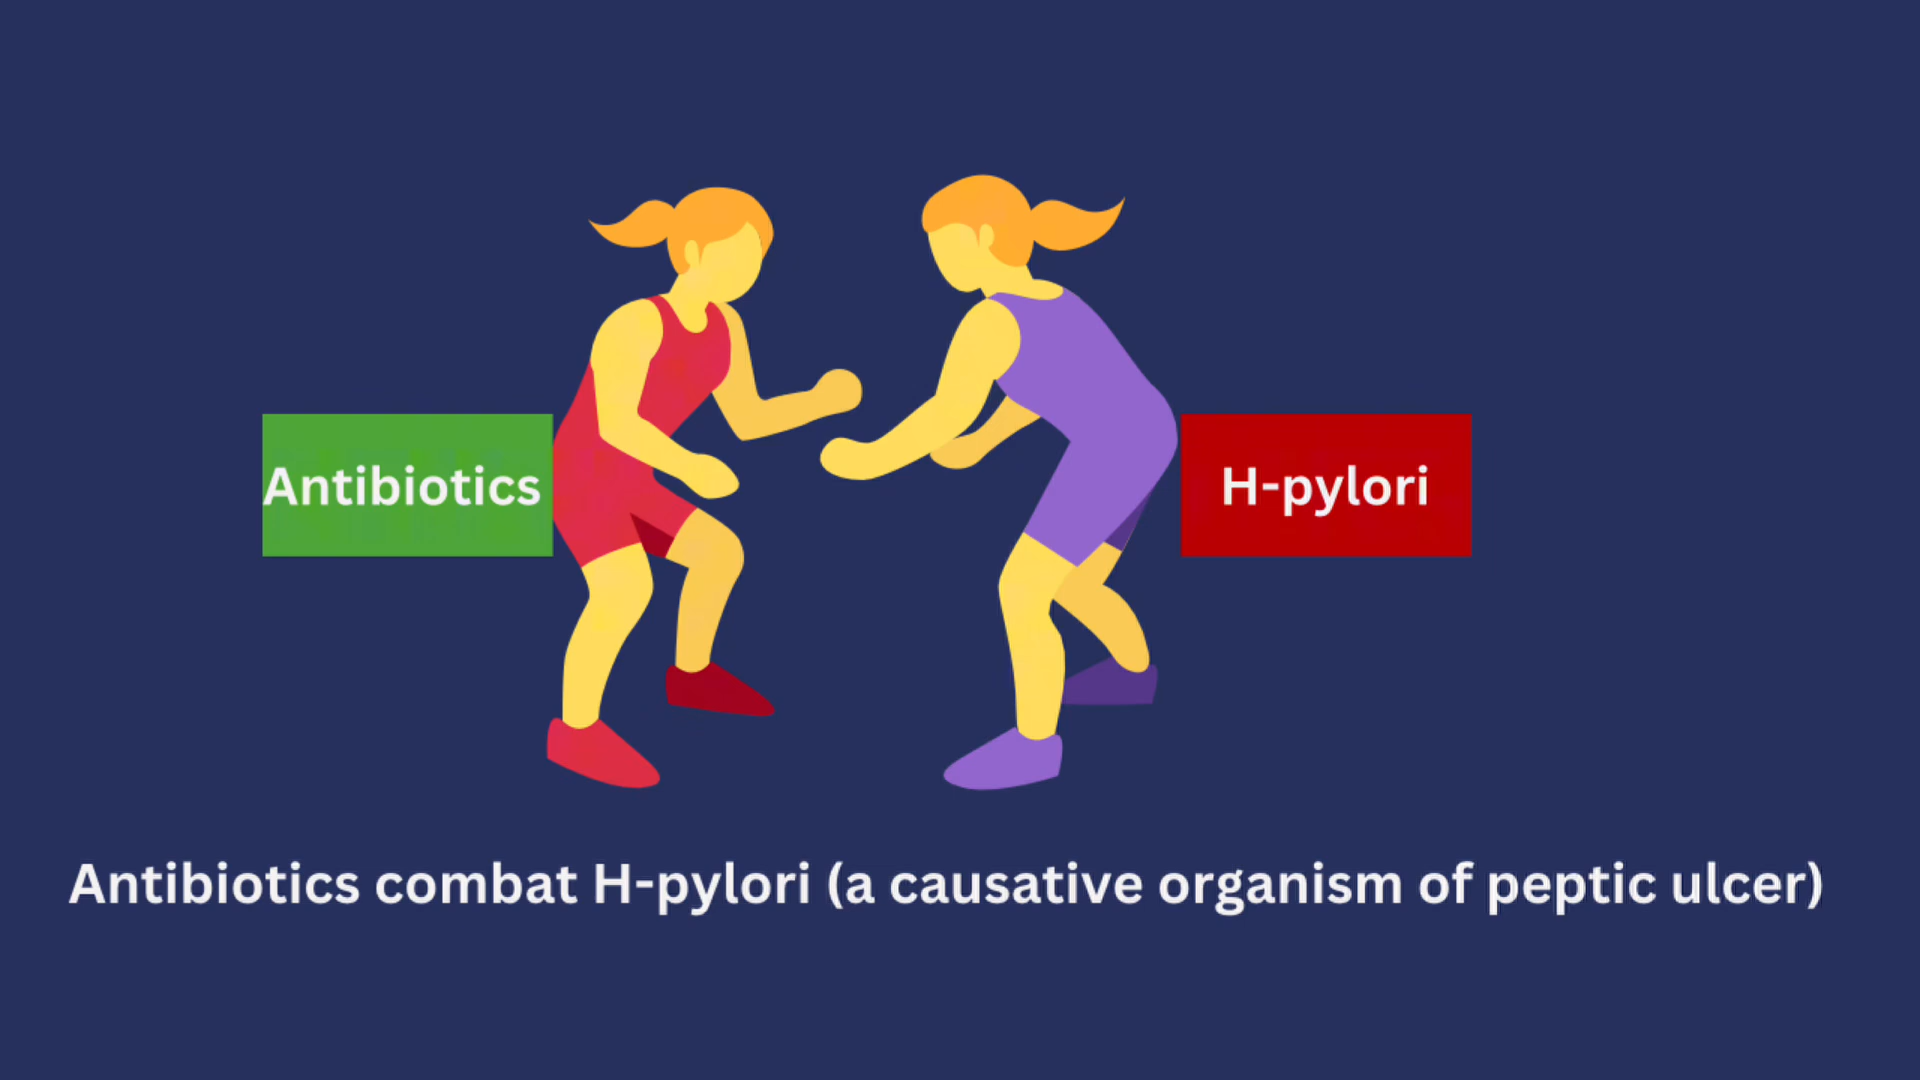 Antibiotics
H-pylori
Antibiotics combat H-pylori (a causative organism of peptic ulcer)